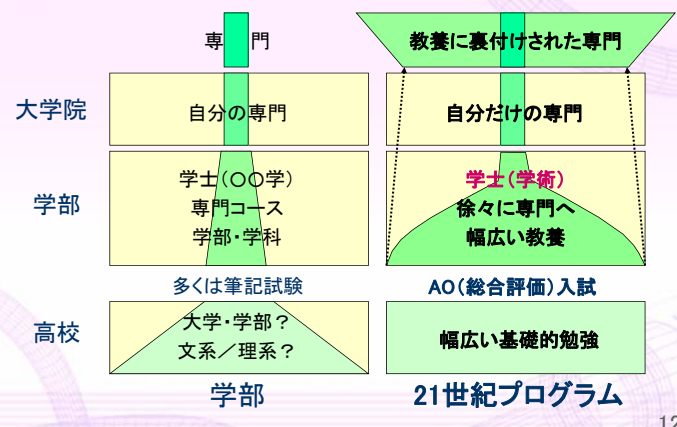 専門
教養に裏付けされた専門
大学院
自分の専門
自分だけの専門
学部
学士(〇〇学)
専門コース
学部・学科
学士(学術)
徐々に専門へ
幅広い教養
多くは筆記試験
AO(総合評価)入試
高校
大学・学部?
文系/理系?
幅広い基礎的勉強
学部
21世紀プログラム
12